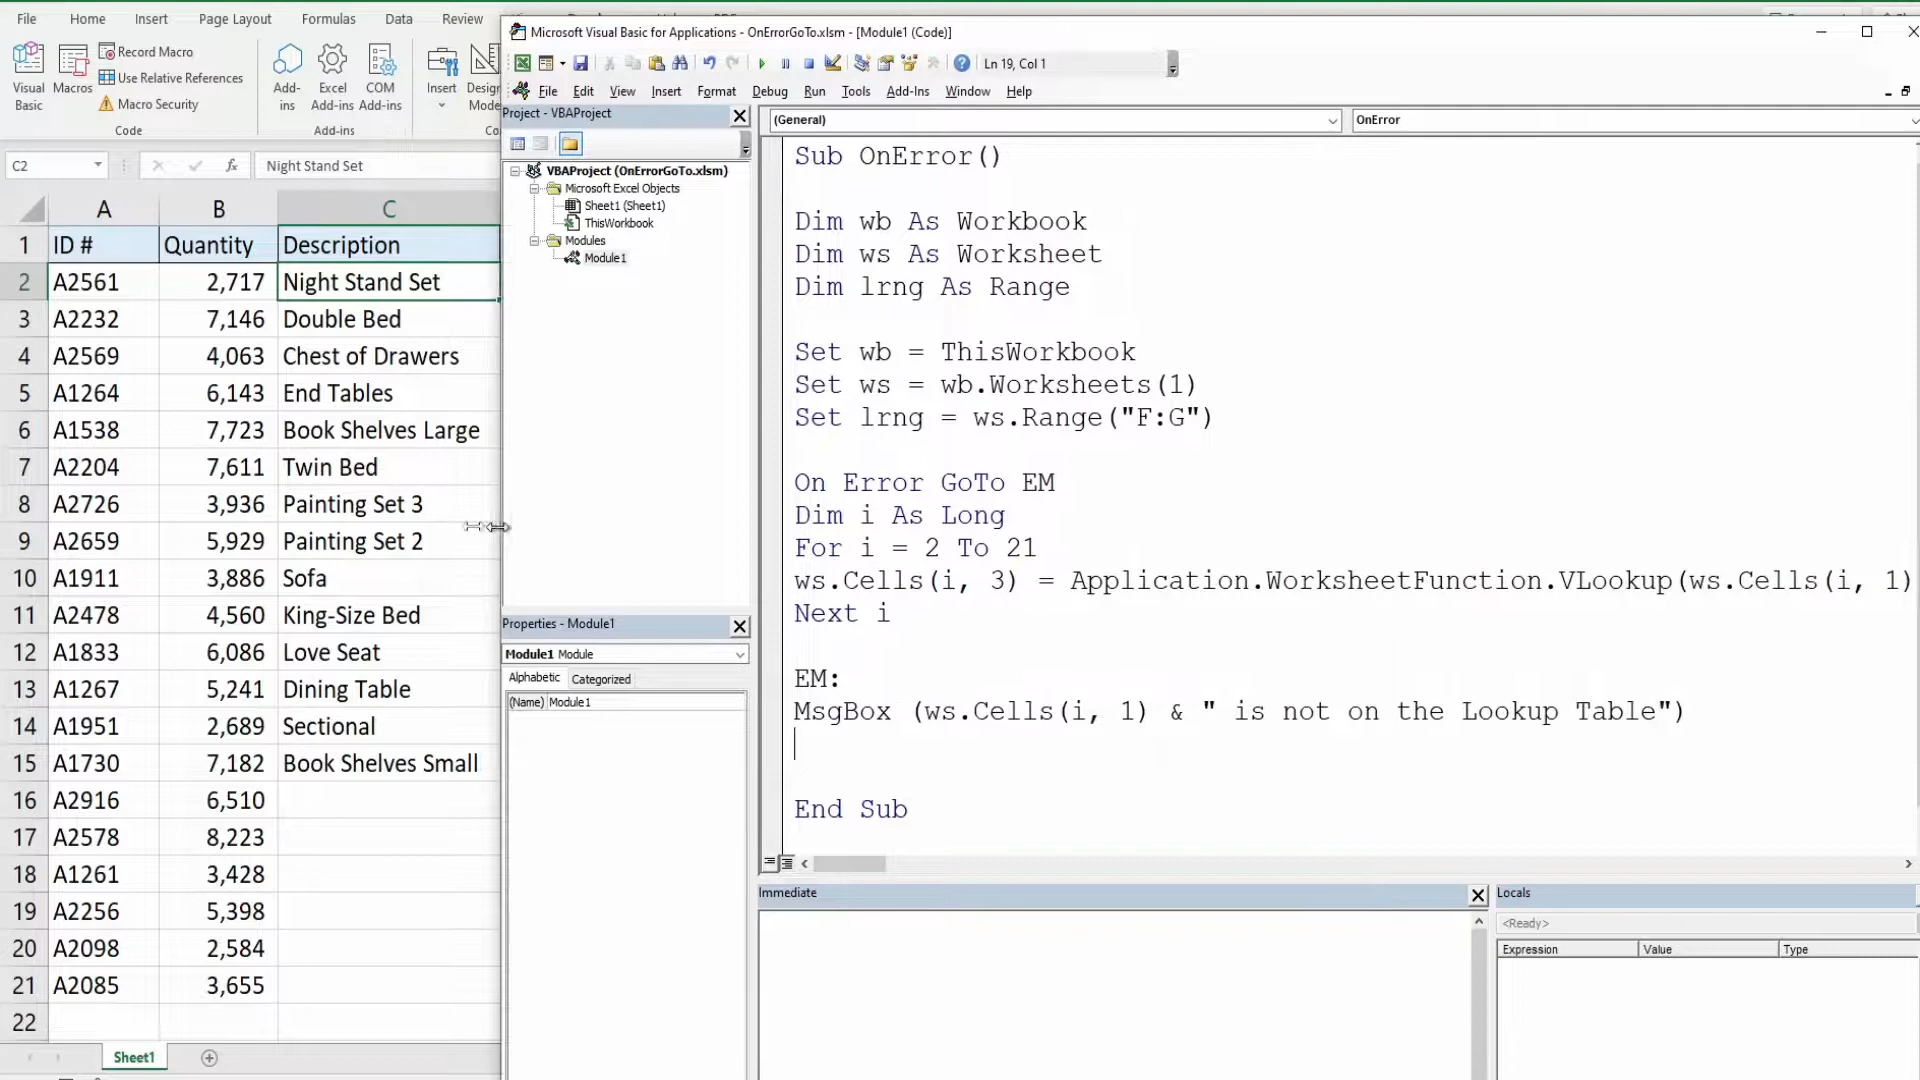 File Home Insert Page Layout Formulas Data Review
Visual Basic
Macros
Record Macro
Use Relative References
Macro Security
Code
Add-ins
Excel Add-ins
COM Add-ins
Add-ins
Insert
Design Mode
C2
fx
Night Stand Set
A B C
1 ID # Quantity Description
2 A2561 2,717 Night Stand Set
3 A2232 7,146 Double Bed
4 A2569 4,063 Chest of Drawers
5 A1264 6,143 End Tables
6 A1538 7,723 Book Shelves Large
7 A2204 7,611 Twin Bed
8 A2726 3,936 Painting Set 3
9 A2659 5,929 Painting Set 2
10 A1911 3,886 Sofa
11 A2478 4,560 King-Size Bed
12 A1833 6,086 Love Seat
13 A1267 5,241 Dining Table
14 A1951 2,689 Sectional
15 A1730 7,182 Book Shelves Small
16 A2916 6,510
17 A2578 8,223
18 A1261 3,428
19 A2256 5,398
20 A2098 2,584
21 A2085 3,655
22
Sheet1
Microsoft Visual Basic for Applications - OnErrorGoTo.xlsm - [Module1 (Code)]
Ln 19, Col 1
File Edit View Insert Format Debug Run Tools Add-Ins Window Help
Project - VBAProject
VBAProject (OnErrorGoTo.xlsm)
Microsoft Excel Objects
Sheet1 (Sheet1)
ThisWorkbook
Modules
Module1
Properties - Module1
Module1 Module
Alphabetic Categorized
(Name) Module1
(General) OnError
Sub OnError()
Dim wb As Workbook
Dim ws As Worksheet
Dim lrng As Range
Set wb = ThisWorkbook
Set ws = wb.Worksheets(1)
Set lrng = ws.Range("F:G")
On Error GoTo EM
Dim i As Long
For i = 2 To 21
ws.Cells(i, 3) = Application.WorksheetFunction.VLookup(ws.Cells(i, 1)
Next i
EM:
MsgBox (ws.Cells(i, 1) & " is not on the Lookup Table")
End Sub
Immediate
Locals
<Ready>
Expression Value Type